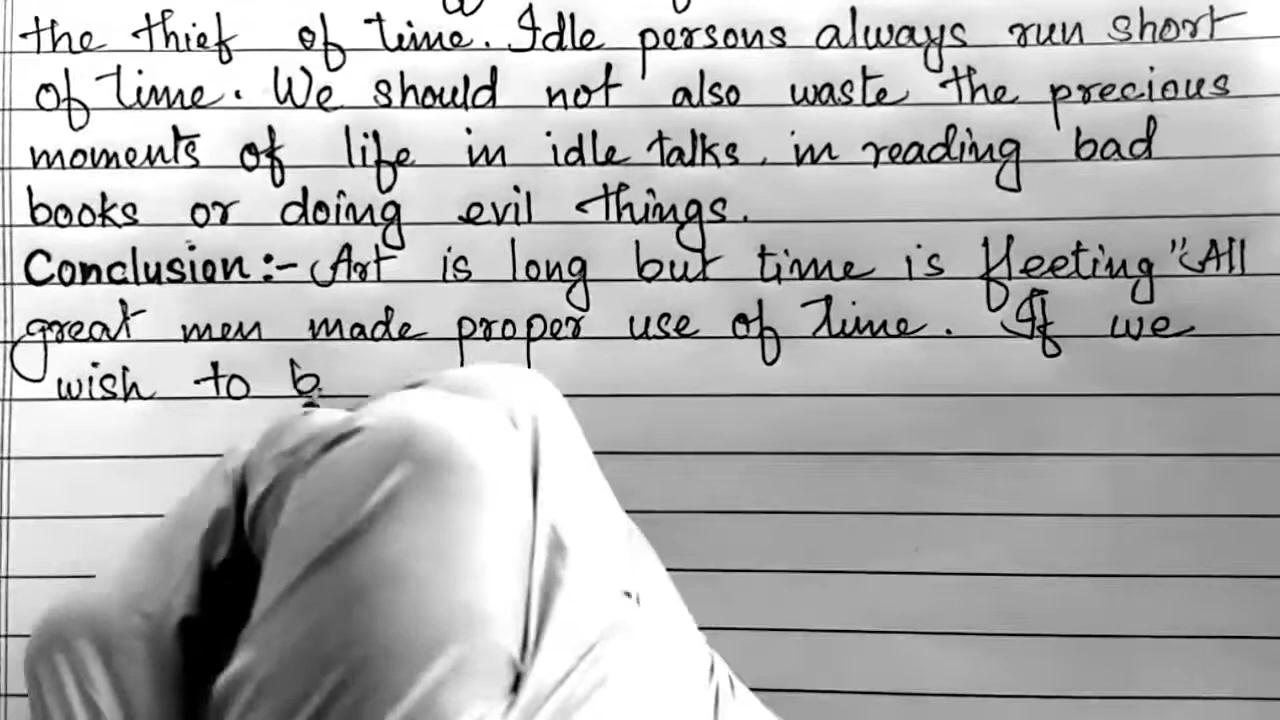 the thief of time. Idle persons always run short
of time. We should not also waste the precious
moments of life in idle talks, in reading bad
books or doing evil things.
Conclusion:- Art is long but time is fleeting "All
great men made proper use of time. If we
wish to b